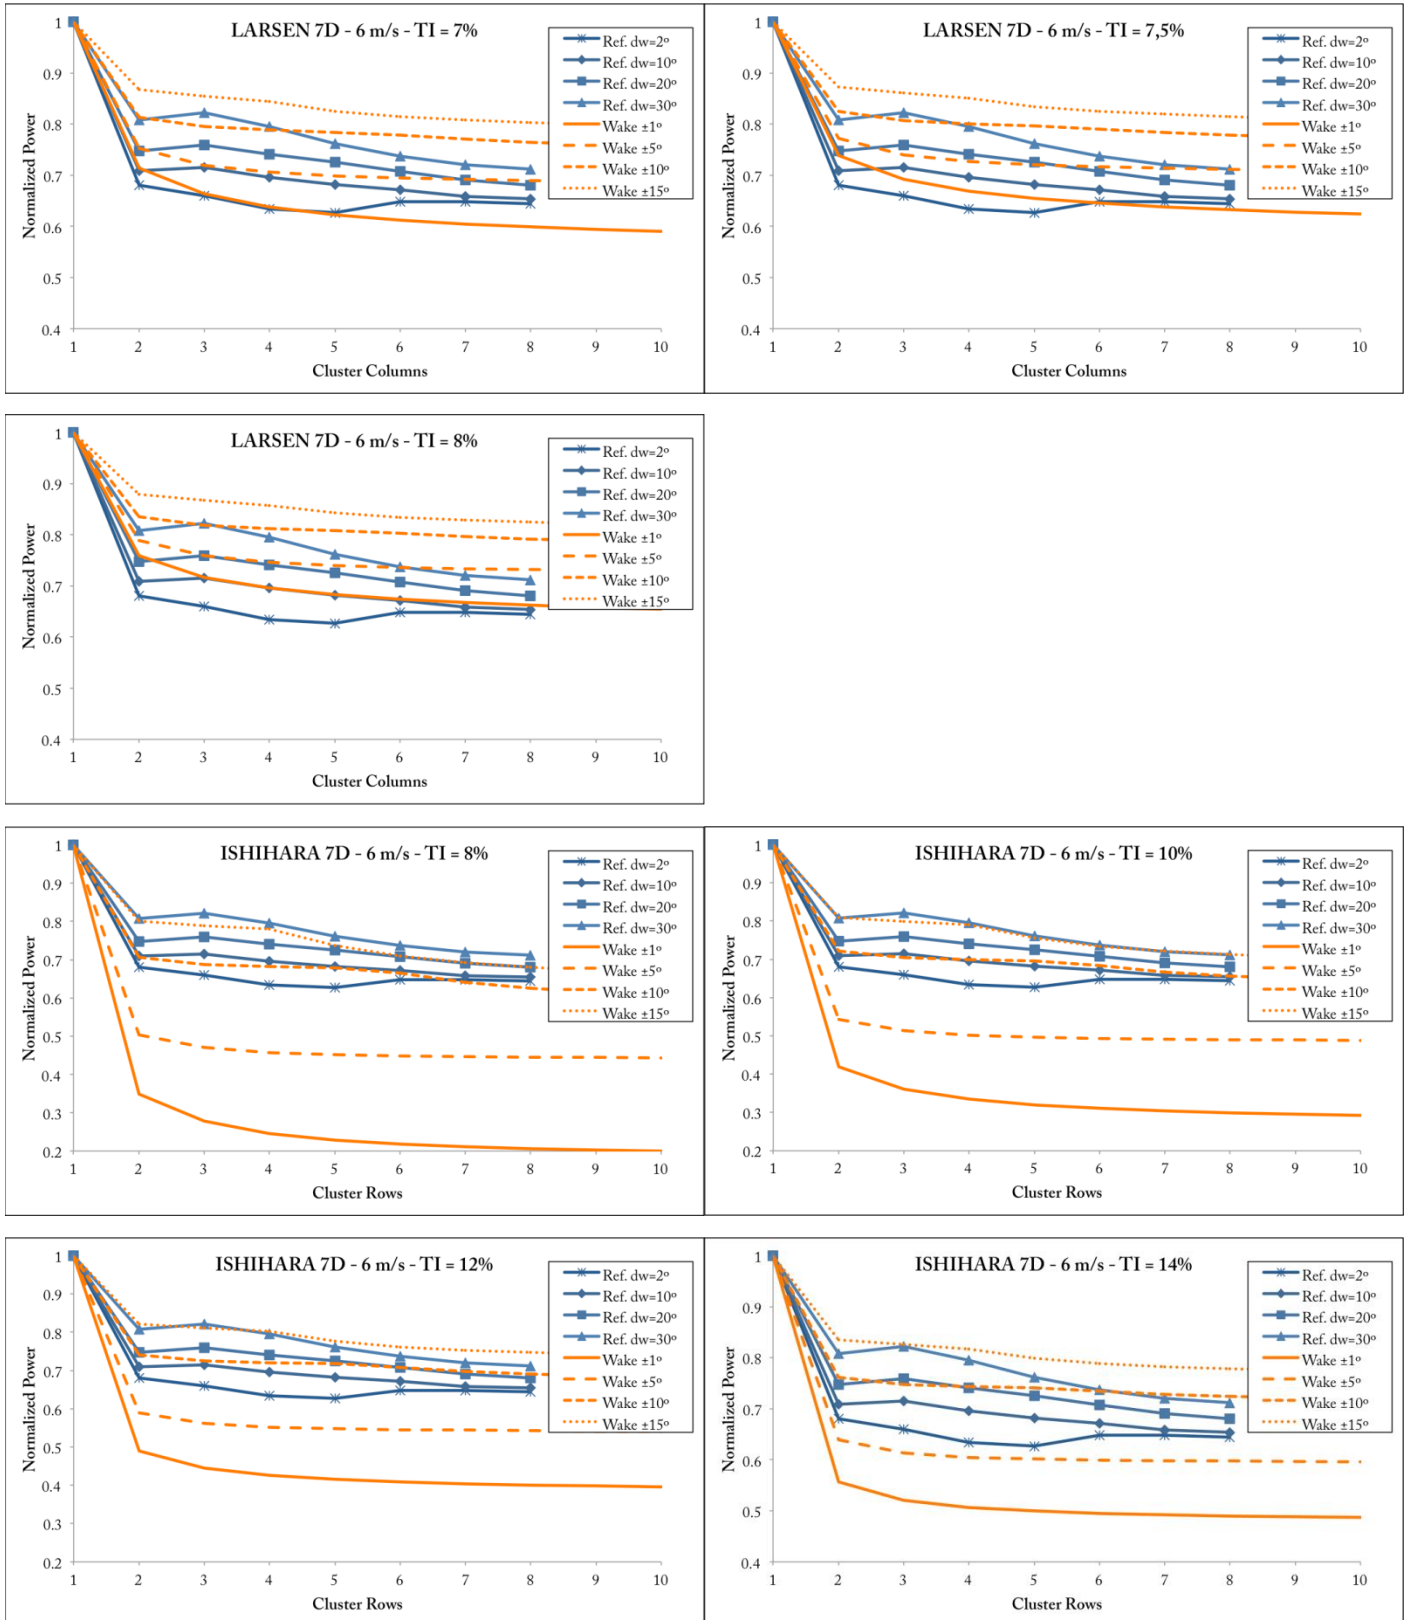 LARSEN 7D - 6 m/s - TI = 7%
Normalized Power
1
0.9
0.8
0.7
0.6
0.5
0.4
1 2 3 4 5 6 7 8 9 10
Cluster Columns
Ref. dw=2º
Ref. dw=10º
Ref. dw=20º
Ref. dw=30º
Wake ±1º
Wake ±5º
Wake ±10º
Wake ±15º
LARSEN 7D - 6 m/s - TI = 7,5%
Normalized Power
1
0.9
0.8
0.7
0.6
0.5
0.4
1 2 3 4 5 6 7 8 9 10
Cluster Columns
Ref. dw=2º
Ref. dw=10º
Ref. dw=20º
Ref. dw=30º
Wake ±1º
Wake ±5º
Wake ±10º
Wake ±15º
LARSEN 7D - 6 m/s - TI = 8%
Normalized Power
1
0.9
0.8
0.7
0.6
0.5
0.4
1 2 3 4 5 6 7 8 9 10
Cluster Columns
Ref. dw=2º
Ref. dw=10º
Ref. dw=20º
Ref. dw=30º
Wake ±1º
Wake ±5º
Wake ±10º
Wake ±15º
ISHIHARA 7D - 6 m/s - TI = 8%
Normalized Power
1
0.9
0.8
0.7
0.6
0.5
0.4
0.3
0.2
1 2 3 4 5 6 7 8 9 10
Cluster Rows
Ref. dw=2º
Ref. dw=10º
Ref. dw=20º
Ref. dw=30º
Wake ±1º
Wake ±5º
Wake ±10º
Wake ±15º
ISHIHARA 7D - 6 m/s - TI = 10%
Normalized Power
1
0.9
0.8
0.7
0.6
0.5
0.4
0.3
0.2
1 2 3 4 5 6 7 8 9 10
Cluster Rows
Ref. dw=2º
Ref. dw=10º
Ref. dw=20º
Ref. dw=30º
Wake ±1º
Wake ±5º
Wake ±10º
Wake ±15º
ISHIHARA 7D - 6 m/s - TI = 12%
Normalized Power
1
0.9
0.8
0.7
0.6
0.5
0.4
0.3
0.2
1 2 3 4 5 6 7 8 9 10
Cluster Rows
Ref. dw=2º
Ref. dw=10º
Ref. dw=20º
Ref. dw=30º
Wake ±1º
Wake ±5º
Wake ±10º
Wake ±15º
ISHIHARA 7D - 6 m/s - TI = 14%
Normalized Power
1
0.9
0.8
0.7
0.6
0.5
0.4
1 2 3 4 5 6 7 8 9 10
Cluster Rows
Ref. dw=2º
Ref. dw=10º
Ref. dw=20º
Ref. dw=30º
Wake ±1º
Wake ±5º
Wake ±10º
Wake ±15º